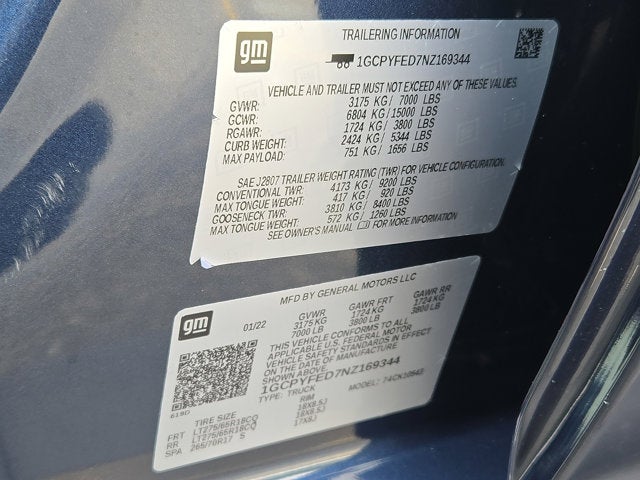 gm
TRAILERING INFORMATION
1GCPYFED7NZ169344
VEHICLE AND TRAILER MUST NOT EXCEED ANY OF THESE VALUES.
GVWR: 3175 KG / 7000 LBS
GCWR: 6804 KG / 15000 LBS
RGAWR: 1724 KG / 3800 LBS
CURB WEIGHT: 2424 KG / 5344 LBS
MAX PAYLOAD: 751 KG / 1656 LBS
SAE J2807 TRAILER WEIGHT RATING (TWR) FOR VEHICLE CONFIGURATION.
CONVENTIONAL TWR: 4173 KG / 9200 LBS
MAX TONGUE WEIGHT: 417 KG / 920 LBS
GOOSENECK TWR: 3810 KG / 8400 LBS
MAX TONGUE WEIGHT: 572 KG / 1260 LBS
SEE OWNER'S MANUAL FOR MORE INFORMATION
gm
MFD BY GENERAL MOTORS LLC
01/22 GVWR GAWR FRT GAWR RR
3175 KG 1724 KG 1724 KG
7000 LB 3800 LB 3800 LB
THIS VEHICLE CONFORMS TO ALL
APPLICABLE U.S. FEDERAL MOTOR
VEHICLE SAFETY STANDARDS IN
EFFECT ON THE DATE OF MANUFACTURE
SHOWN ABOVE.
1GCPYFED7NZ169344
TYPE: TRUCK MODEL:
619D
TIRE SIZE RIM
FRT LT275/65R18CQ 18X8.5J
RR LT275/65R18CQ 18X8.5J
SPA 265/70R17 S 17X8J